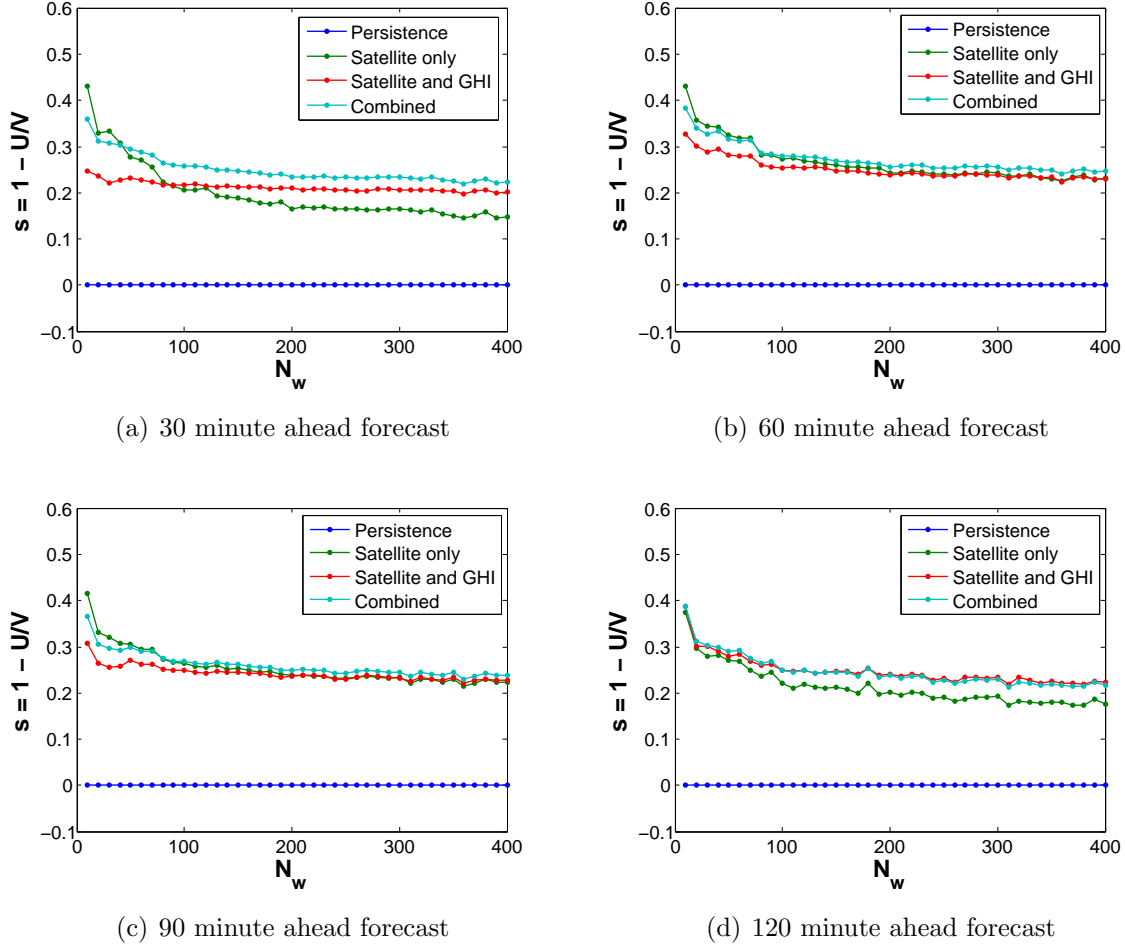 0.6
0.5
0.4
0.3
0.2
0.1
0
−0.1
0 100 200 300 400
s = 1 − U/V
N_w
Persistence
Satellite only
Satellite and GHI
Combined
(a) 30 minute ahead forecast
0.6
0.5
0.4
0.3
0.2
0.1
0
−0.1
0 100 200 300 400
s = 1 − U/V
N_w
Persistence
Satellite only
Satellite and GHI
Combined
(b) 60 minute ahead forecast
0.6
0.5
0.4
0.3
0.2
0.1
0
−0.1
0 100 200 300 400
s = 1 − U/V
N_w
Persistence
Satellite only
Satellite and GHI
Combined
(c) 90 minute ahead forecast
0.6
0.5
0.4
0.3
0.2
0.1
0
−0.1
0 100 200 300 400
s = 1 − U/V
N_w
Persistence
Satellite only
Satellite and GHI
Combined
(d) 120 minute ahead forecast